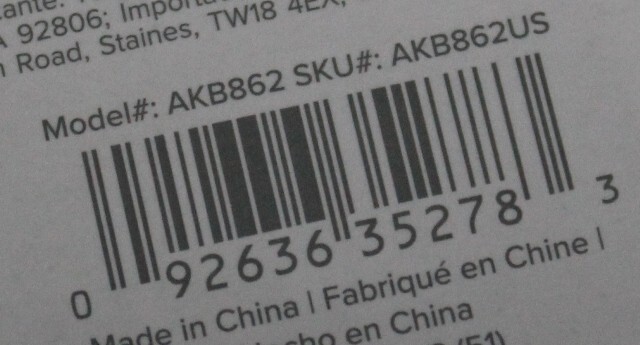 A 92806; Import
Road, Staines, TW18 4EX,
Model#: AKB862 SKU#: AKB862US
0 92636 35278 3
Made in China | Fabriqué en Chine |
en China